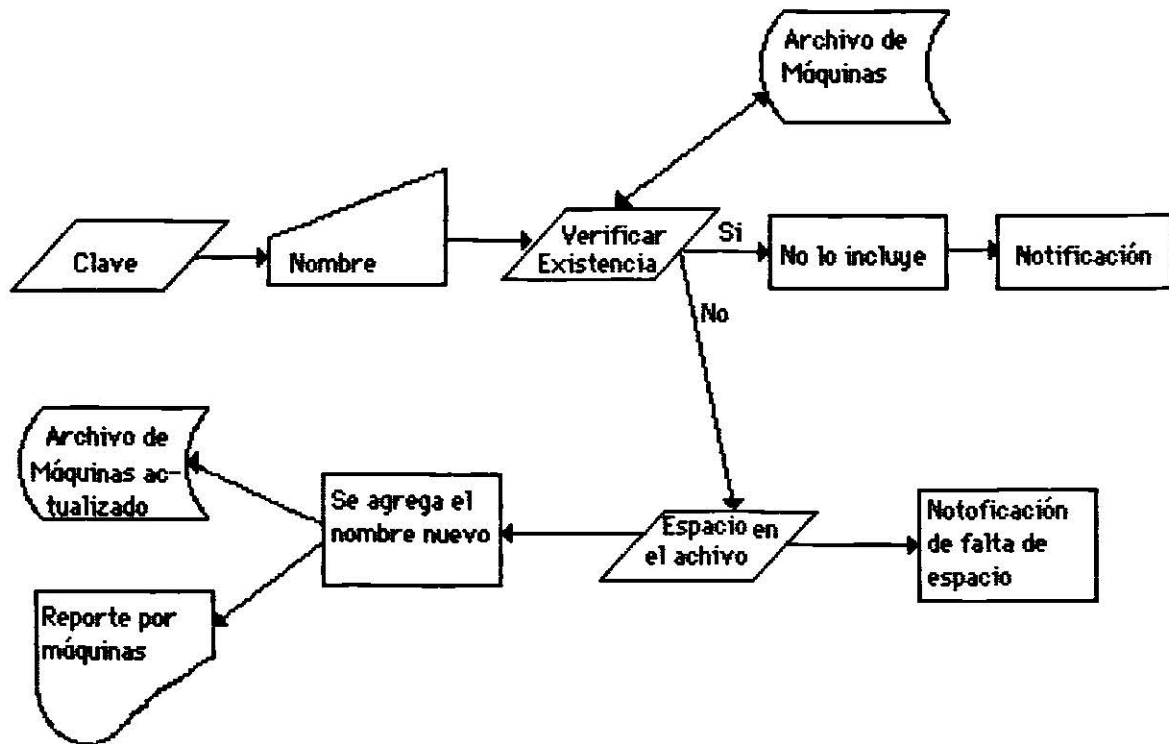 Archivo de
Máquinas
Clave
Nombre
Verificar
Existencia
Si
No lo incluye
Notificación
No
Archivo de
Máquinas ac-
tualizado
Se agrega el
nombre nuevo
Espacio en
el achivo
Notoficación
de falta de
espacio
Reporte por
máquinas